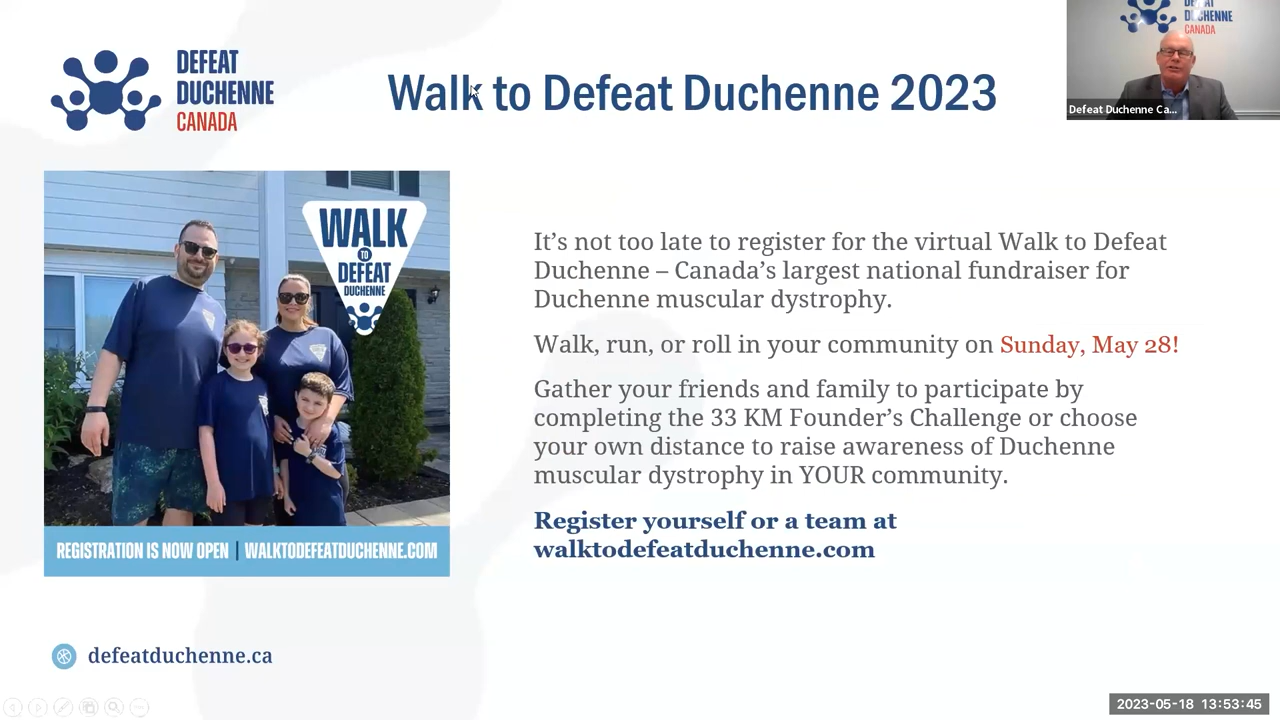 DEFEAT
DUCHENNE
CANADA
Walk to Defeat Duchenne 2023
DUCHENNE
CANADA
Defeat Duchenne Ca...
WALK
TO
DEFEAT
DUCHENNE
REGISTRATION IS NOW OPEN | WALKTODEFEATDUCHENNE.COM
It’s not too late to register for the virtual Walk to Defeat
Duchenne – Canada’s largest national fundraiser for
Duchenne muscular dystrophy.
Walk, run, or roll in your community on Sunday, May 28!
Gather your friends and family to participate by
completing the 33 KM Founder’s Challenge or choose
your own distance to raise awareness of Duchenne
muscular dystrophy in YOUR community.
Register yourself or a team at
walktodefeatduchenne.com
defeatduchenne.ca
2023-05-18 13:53:45